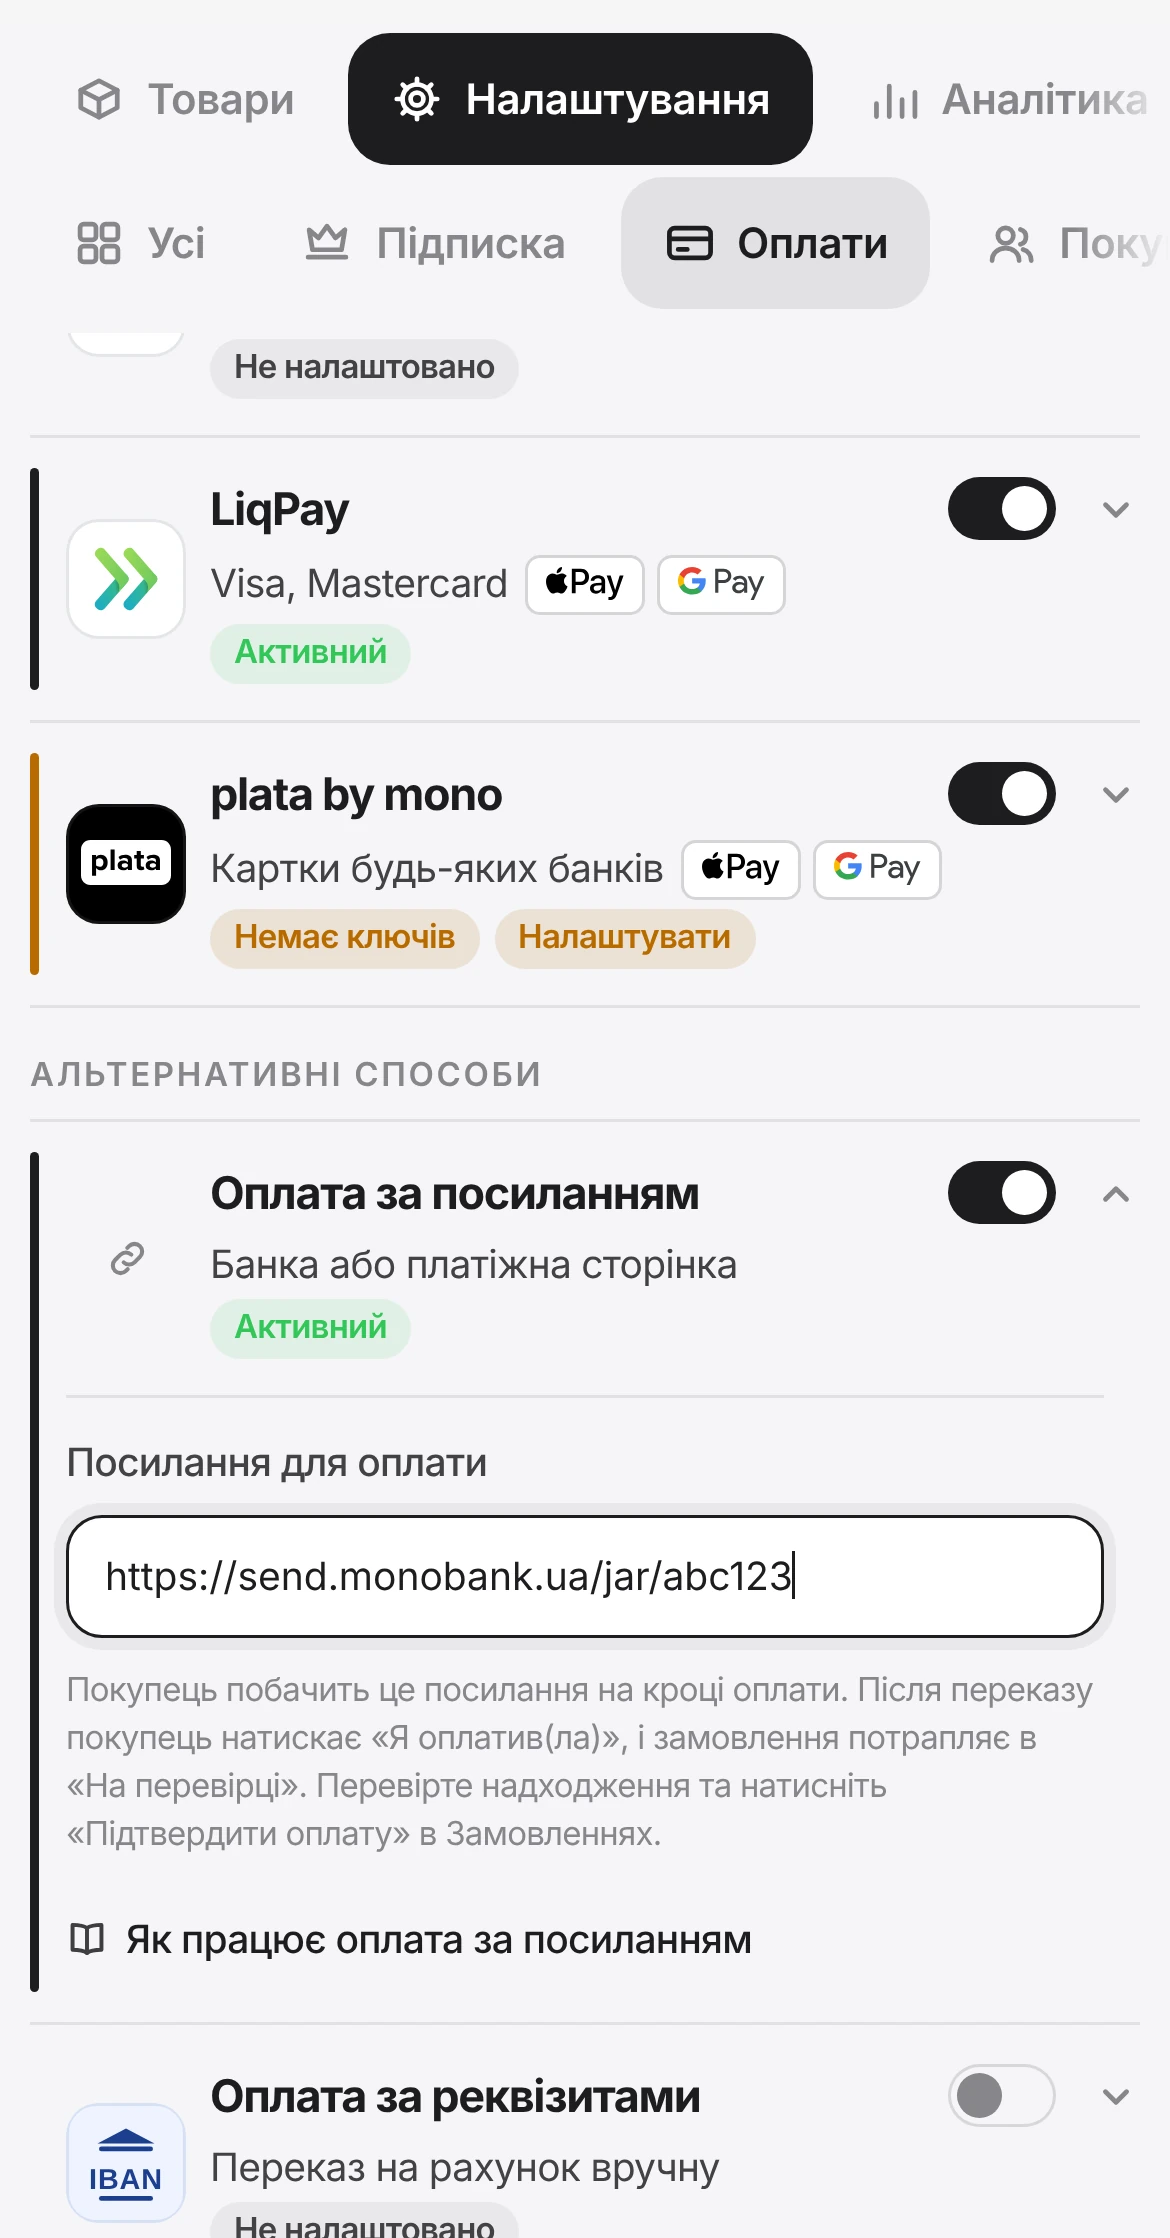 Товари
Налаштування
Аналітика
Усі
Підписка
Оплати
Поку
Не налаштовано
LiqPay
Visa, Mastercard
Pay
G Pay
Активний
plata by mono
plata
Картки будь-яких банків
Pay
G Pay
Немає ключів
Налаштувати
АЛЬТЕРНАТИВНІ СПОСОБИ
Оплата за посиланням
Банка або платіжна сторінка
Активний
Посилання для оплати
https://send.monobank.ua/jar/abc123
Покупець побачить це посилання на кроці оплати. Після переказу
покупець натискає «Я оплатив(ла)», і замовлення потрапляє в
«На перевірці». Перевірте надходження та натисніть
«Підтвердити оплату» в Замовленнях.
Як працює оплата за посиланням
Оплата за реквізитами
IBAN
Переказ на рахунок вручну
Не налаштовано